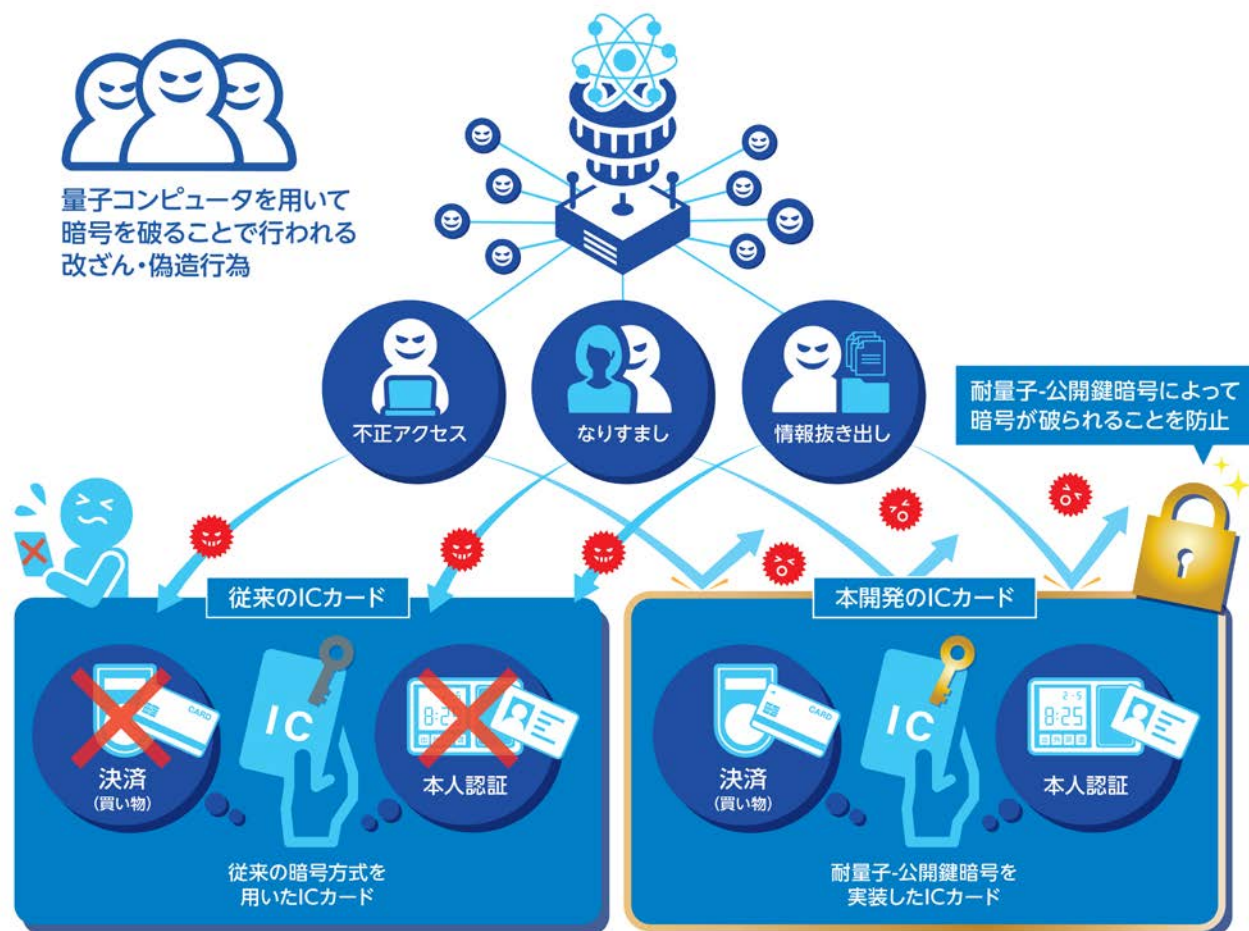 量子コンピュータを用いて
暗号を破ることで行われる
改ざん・偽造行為
不正アクセス
なりすまし
情報抜き出し
耐量子-公開鍵暗号によって
暗号が破られることを防止
従来のICカード
CARD
IC
決済
(買い物)
本人認証
従来の暗号方式を
用いたICカード
本開発のICカード
CARD
IC
2-5
8:25
決済
(買い物)
本人認証
耐量子-公開鍵暗号を
実装したICカード